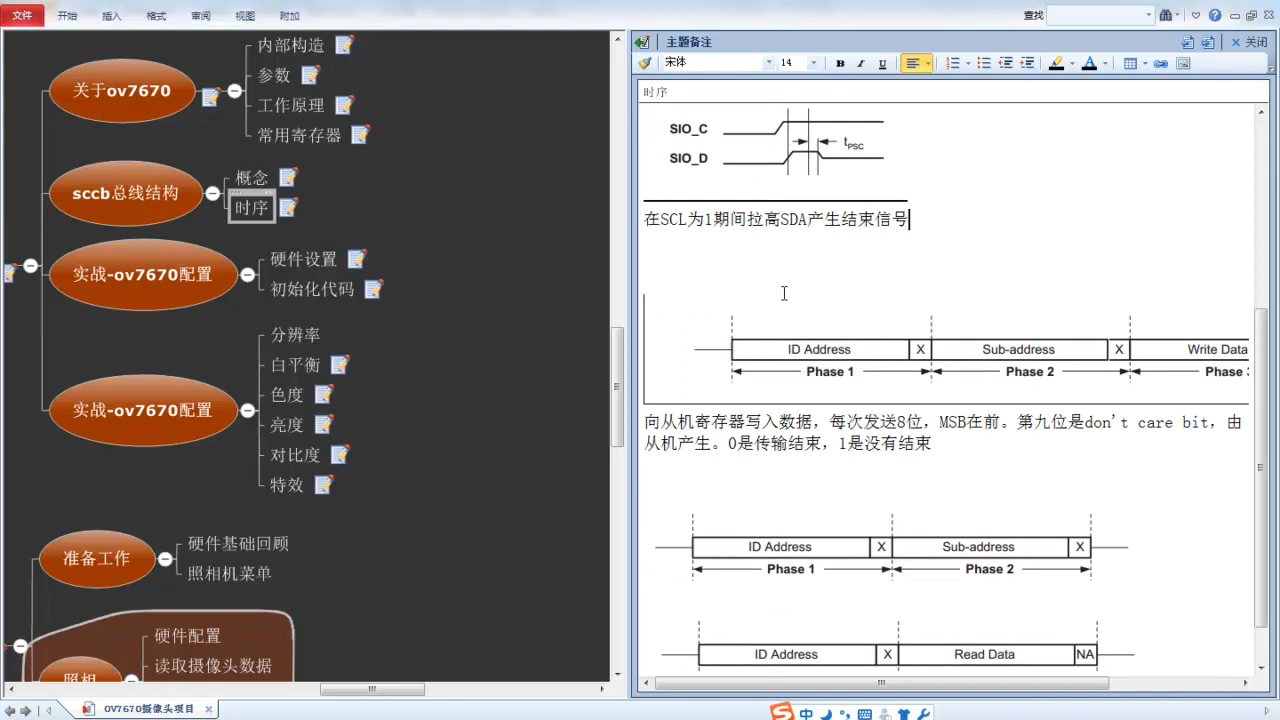 文件 开始 插入 格式 审阅 视图 附加 查找
关于ov7670
内部构造
参数
工作原理
常用寄存器
sccb总线结构
概念
时序
实战-ov7670配置
硬件设置
初始化代码
实战-ov7670配置
分辨率
白平衡
色度
亮度
对比度
特效
准备工作
硬件基础回顾
照相机菜单
照相
硬件配置
读取摄像头数据
OV7670摄像头项目
主题备注 关闭
宋体 14 B I U A
时序
SIO_C
tPSC
SIO_D
在SCL为1期间拉高SDA产生结束信号
ID Address X Sub-address X Write Data
Phase 1 Phase 2 Phase
向从机寄存器写入数据，每次发送8位，MSB在前。第九位是don't care bit，由
从机产生。0是传输结束，1是没有结束
ID Address X Sub-address X
Phase 1 Phase 2
ID Address X Read Data NA
中